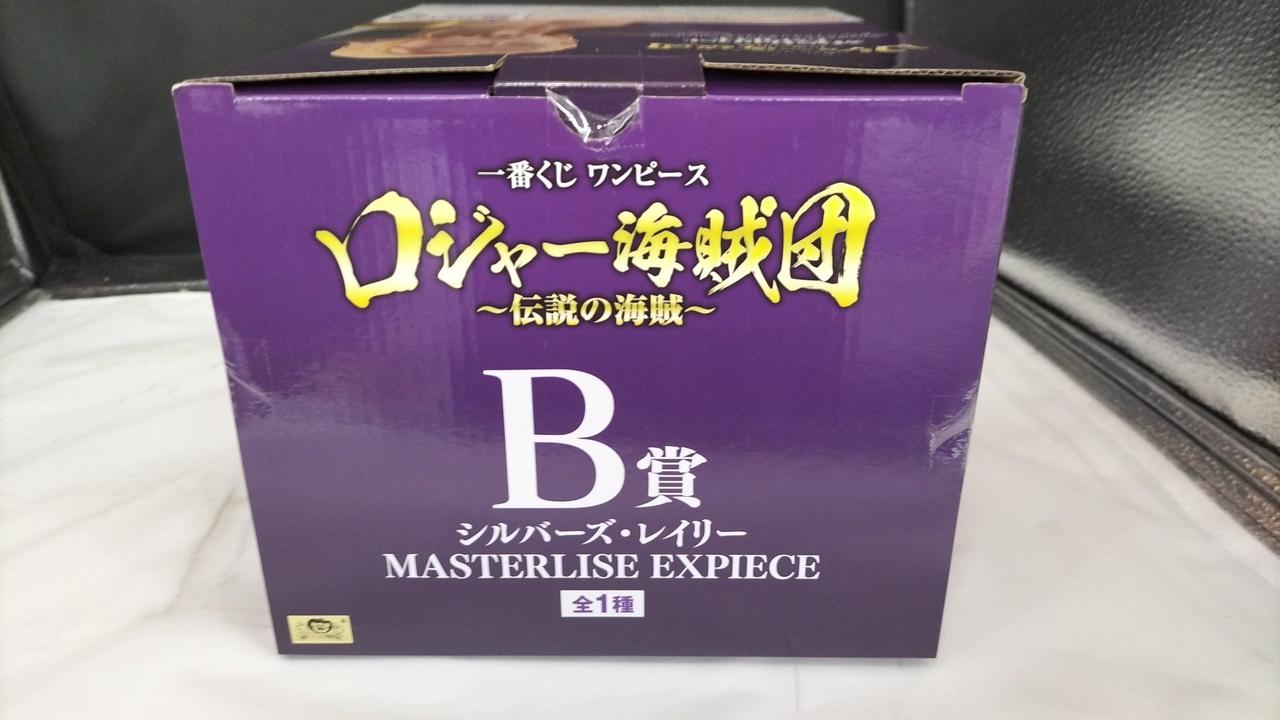 一番くじ ワンピース
ロジャー海賊団
～伝説の海賊～
B賞
シルバーズ・レイリー
MASTERLISE EXPIECE
全1種